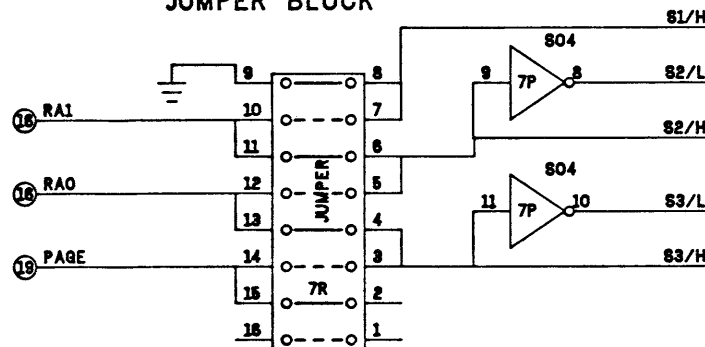 JUMPER BLOCK
S1/H
S04
9 8 9 7P 8 S2/L
16 RA1 10 7
S2/H
11 6
16 RA0 12 JUMPER 5 S04
11 7P 10 S3/L
13 4
19 PAGE 14 3 S3/H
7R
15 2
16 1